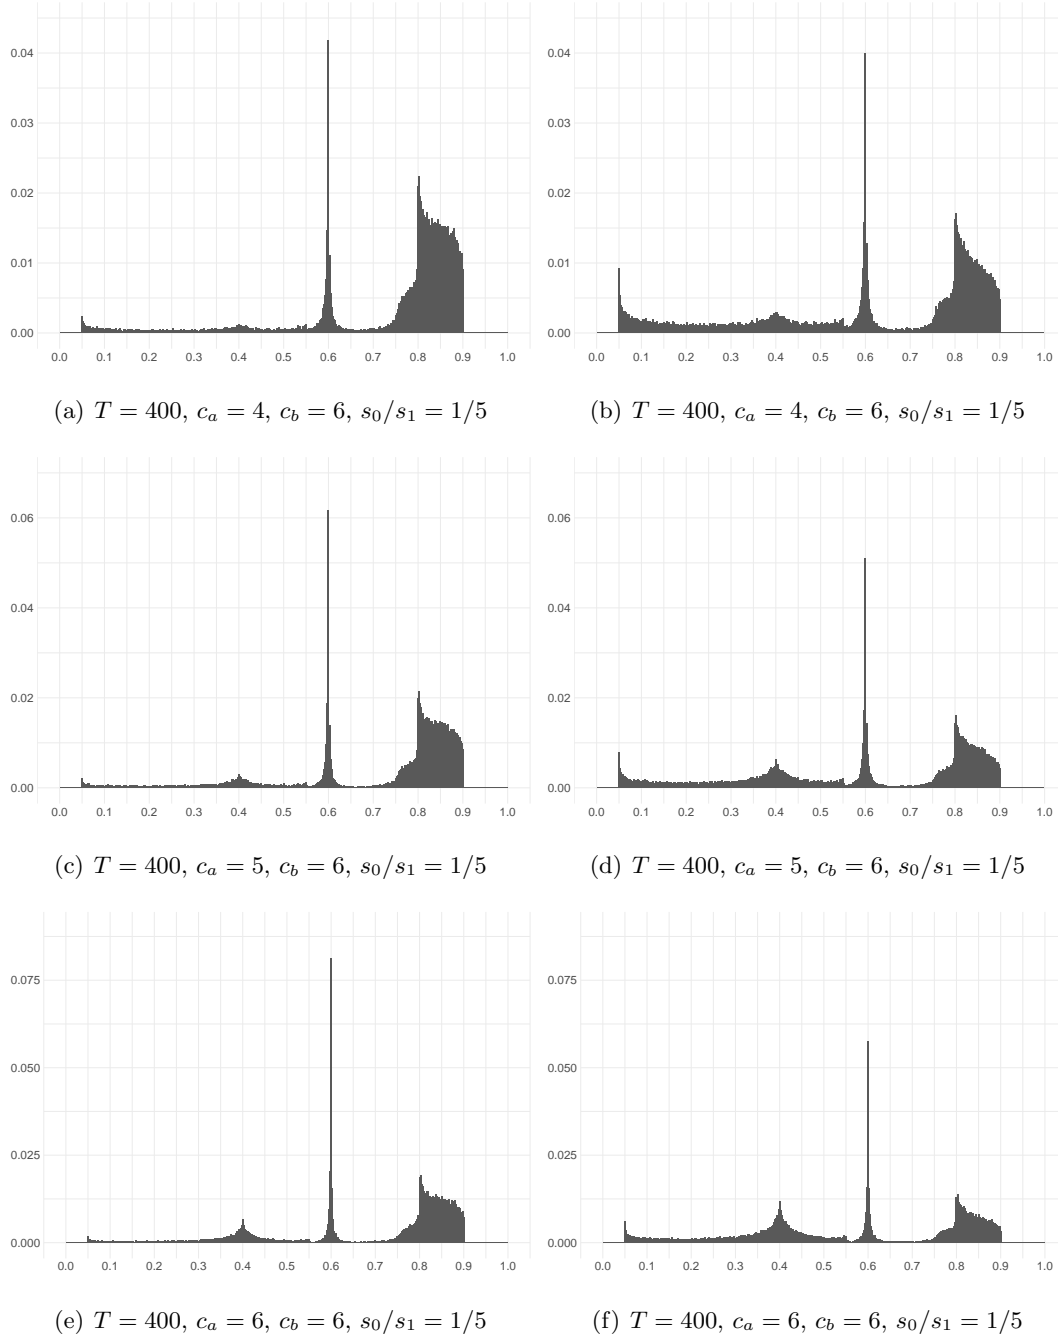 0.04 0.04
0.03 0.03
0.02 0.02
0.01 0.01
0.00 0.00
0.0 0.1 0.2 0.3 0.4 0.5 0.6 0.7 0.8 0.9 1.0 0.0 0.1 0.2 0.3 0.4 0.5 0.6 0.7 0.8 0.9 1.0
(a) T = 400, c_a = 4, c_b = 6, s_0/s_1 = 1/5 (b) T = 400, c_a = 4, c_b = 6, s_0/s_1 = 1/5
0.06 0.06
0.04 0.04
0.02 0.02
0.00 0.00
0.0 0.1 0.2 0.3 0.4 0.5 0.6 0.7 0.8 0.9 1.0 0.0 0.1 0.2 0.3 0.4 0.5 0.6 0.7 0.8 0.9 1.0
(c) T = 400, c_a = 5, c_b = 6, s_0/s_1 = 1/5 (d) T = 400, c_a = 5, c_b = 6, s_0/s_1 = 1/5
0.075 0.075
0.050 0.050
0.025 0.025
0.000 0.000
0.0 0.1 0.2 0.3 0.4 0.5 0.6 0.7 0.8 0.9 1.0 0.0 0.1 0.2 0.3 0.4 0.5 0.6 0.7 0.8 0.9 1.0
(e) T = 400, c_a = 6, c_b = 6, s_0/s_1 = 1/5 (f) T = 400, c_a = 6, c_b = 6, s_0/s_1 = 1/5